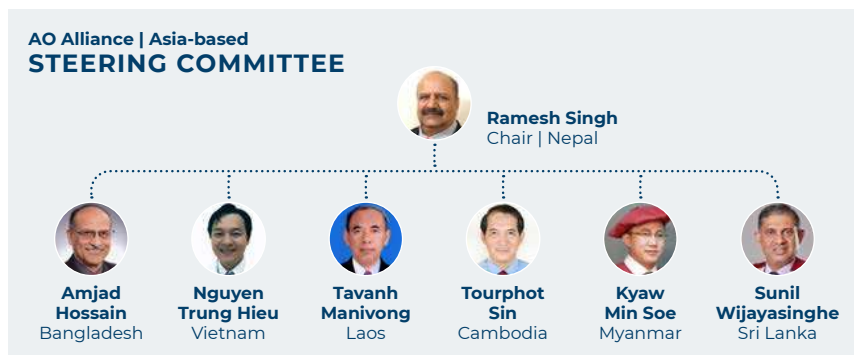 AO Alliance | Asia-based
STEERING COMMITTEE
Ramesh Singh
Chair | Nepal
Amjad
Hossain
Bangladesh
Nguyen
Trung Hieu
Vietnam
Tavanh
Manivong
Laos
Tourphot
Sin
Cambodia
Kyaw
Min Soe
Myanmar
Sunil
Wijayasinghe
Sri Lanka